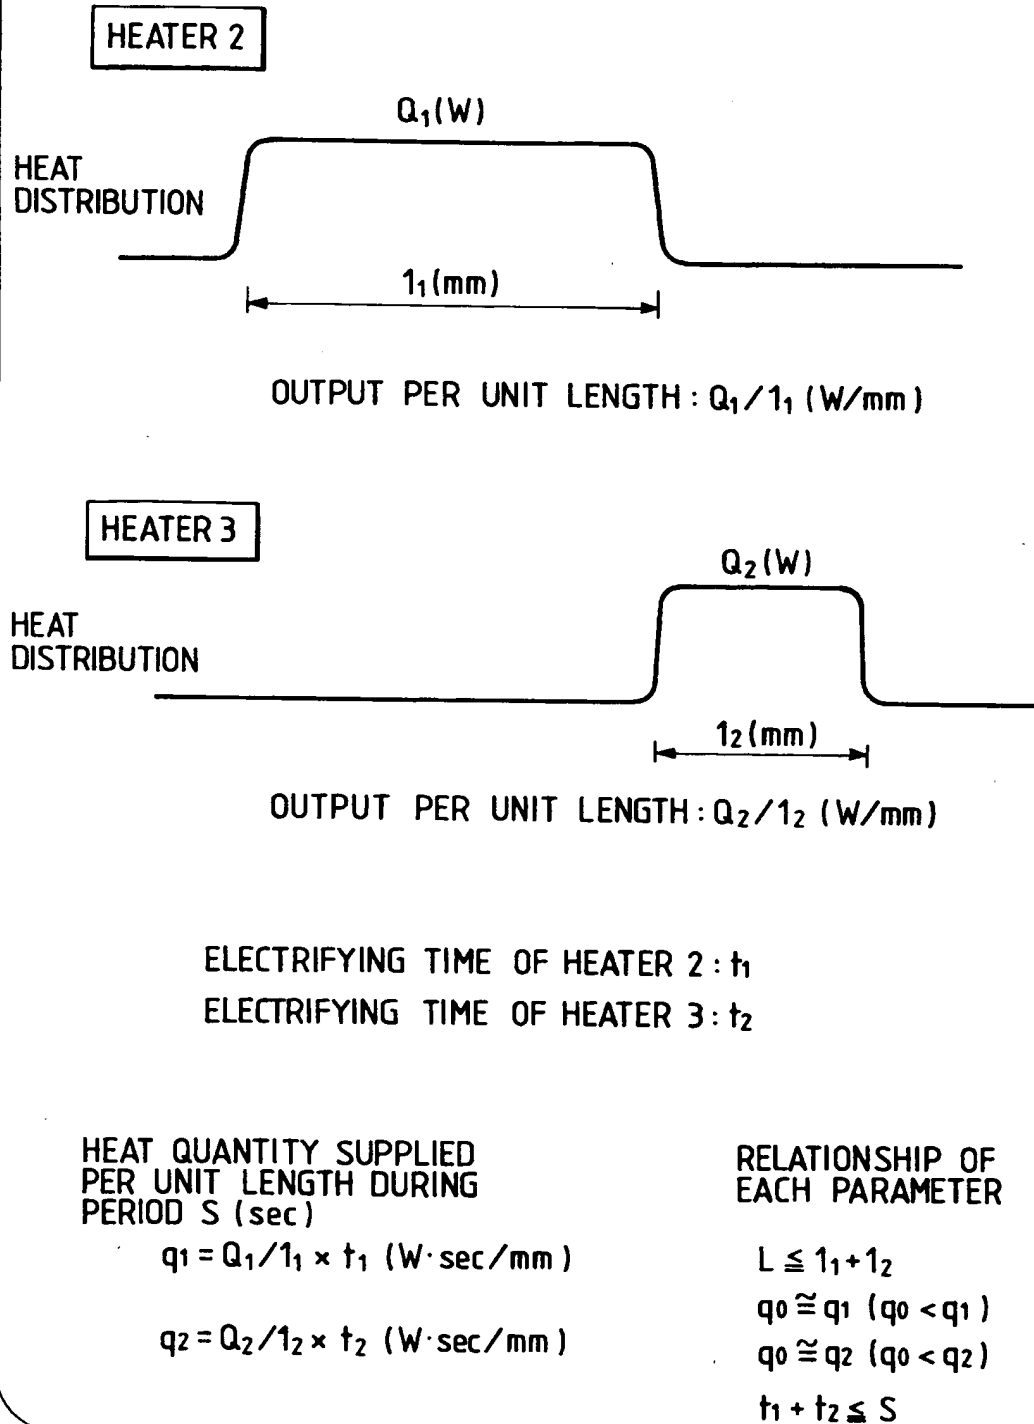 HEATER 2
Q₁(W)
HEAT
DISTRIBUTION
1₁(mm)
OUTPUT PER UNIT LENGTH : Q₁/1₁ (W/mm)
HEATER 3
Q₂(W)
HEAT
DISTRIBUTION
1₂(mm)
OUTPUT PER UNIT LENGTH : Q₂/1₂ (W/mm)
ELECTRIFYING TIME OF HEATER 2 : t₁
ELECTRIFYING TIME OF HEATER 3 : t₂
HEAT QUANTITY SUPPLIED
PER UNIT LENGTH DURING
PERIOD S (sec)
q₁ = Q₁/1₁ × t₁ (W·sec/mm)
q₂ = Q₂/1₂ × t₂ (W·sec/mm)
RELATIONSHIP OF
EACH PARAMETER
L ≦ 1₁+1₂
q₀ ≅ q₁ (q₀ < q₁)
q₀ ≅ q₂ (q₀ < q₂)
t₁ + t₂ ≦ S